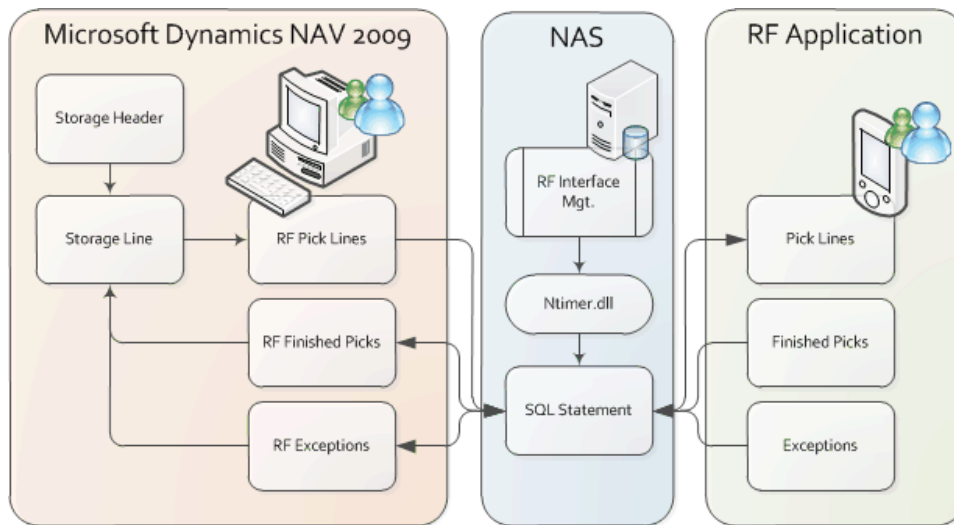 Microsoft Dynamics NAV 2009
Storage Header
Storage Line
RF Pick Lines
RF Finished Picks
RF Exceptions
NAS
RF Interface
Mgt.
Ntimer.dll
SQL Statement
RF Application
Pick Lines
Finished Picks
Exceptions